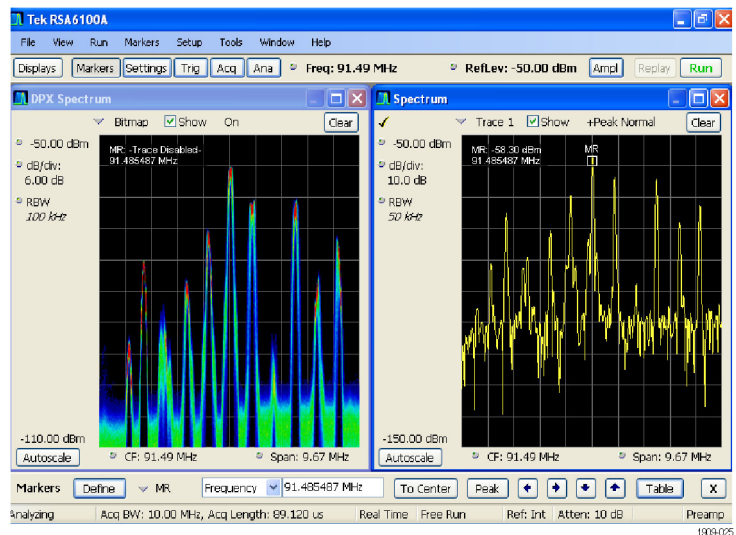 Tek RSA6100A
File View Run Markers Setup Tools Window Help
Displays Markers Settings Trig Acq Ana Freq: 91.49 MHz RefLev: -50.00 dBm Ampl Replay Run
DPX Spectrum
Bitmap Show On Clear
-50.00 dBm
dB/div:
6.00 dB
RBW
100 kHz
MR: -Trace Disabled-
91.485487 MHz
-110.00 dBm
Autoscale CF: 91.49 MHz Span: 9.67 MHz
Spectrum
Trace 1 Show +Peak Normal Clear
-50.00 dBm
dB/div:
10.0 dB
RBW
50 kHz
MR: -58.30 dBm
91.485487 MHz
MR
-150.00 dBm
Autoscale CF: 91.49 MHz Span: 9.67 MHz
Markers Define MR Frequency 91.485487 MHz To Center Peak Table X
Analyzing Acq BW: 10.00 MHz, Acq Length: 89.120 us Real Time Free Run Ref: Int Atten: 10 dB Preamp
1909-025